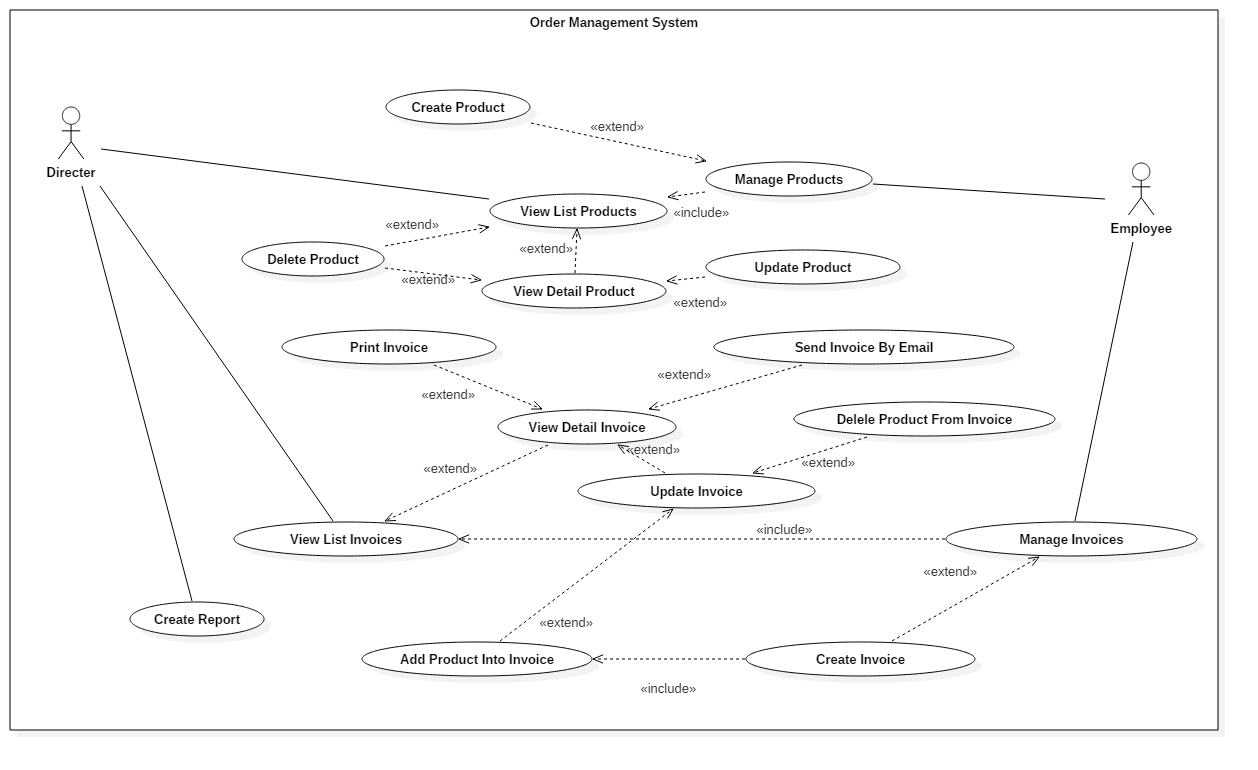 Order Management System
Create Product
«extend»
Directer
Manage Products
View List Products
«include»
Employee
«extend»
«extend»
Delete Product
Update Product
«extend»
View Detail Product
«extend»
Print Invoice
Send Invoice By Email
«extend»
«extend»
View Detail Invoice
Delele Product From Invoice
«extend»
«extend»
«extend»
Update Invoice
«include»
View List Invoices
Manage Invoices
«extend»
Create Report
«extend»
Add Product Into Invoice
Create Invoice
«include»